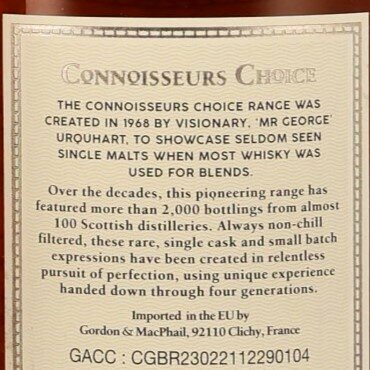 CONNOISSEURS CHOICE
THE CONNOISSEURS CHOICE RANGE WAS
CREATED IN 1968 BY VISIONARY, 'MR GEORGE'
URQUHART, TO SHOWCASE SELDOM SEEN
SINGLE MALTS WHEN MOST WHISKY WAS
USED FOR BLENDS.
Over the decades, this pioneering range has
featured more than 2,000 bottlings from almost
100 Scottish distilleries. Always non-chill
filtered, these rare, single cask and small batch
expressions have been created in relentless
pursuit of perfection, using unique experience
handed down through four generations.
Imported in the EU by
Gordon & MacPhail, 92110 Clichy, France
GACC : CGBR23022112290104